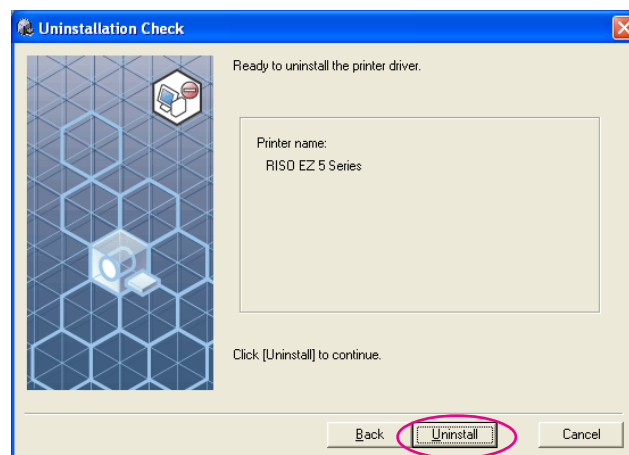 Uninstallation Check
Ready to uninstall the printer driver.
Printer name:
RISO EZ 5 Series
Click [Uninstall] to continue.
Back Uninstall Cancel